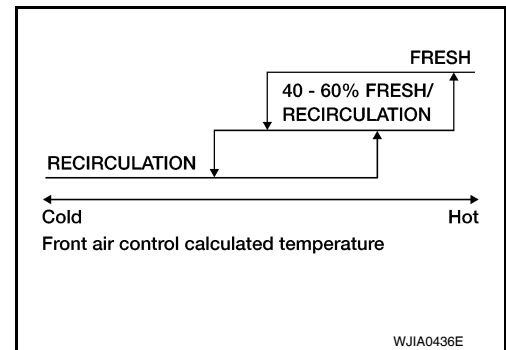 FRESH
40 - 60% FRESH/
RECIRCULATION
RECIRCULATION
Cold Hot
Front air control calculated temperature
WJIA0436E